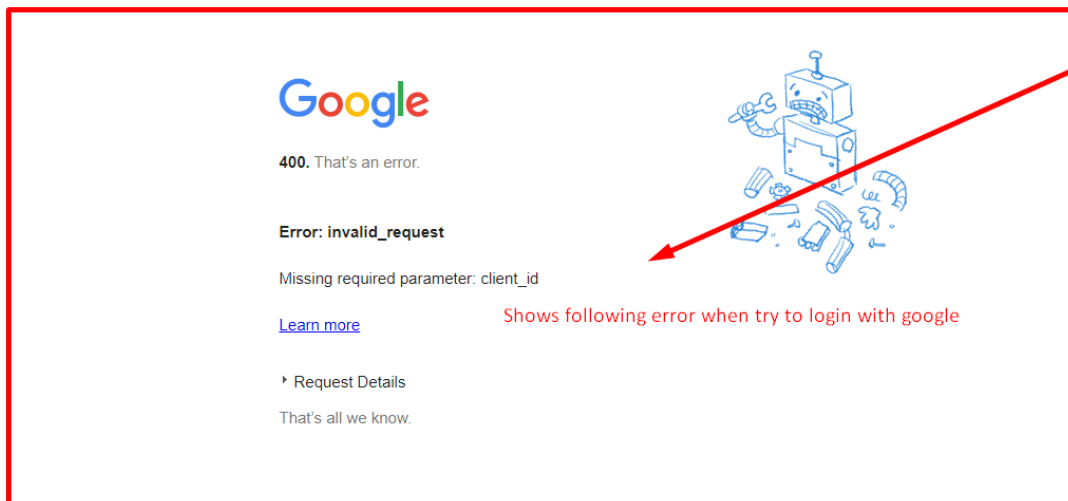 Google
400. That's an error.
Error: invalid_request
Missing required parameter: client_id
Learn more
Shows following error when try to login with google
Request Details
That's all we know.